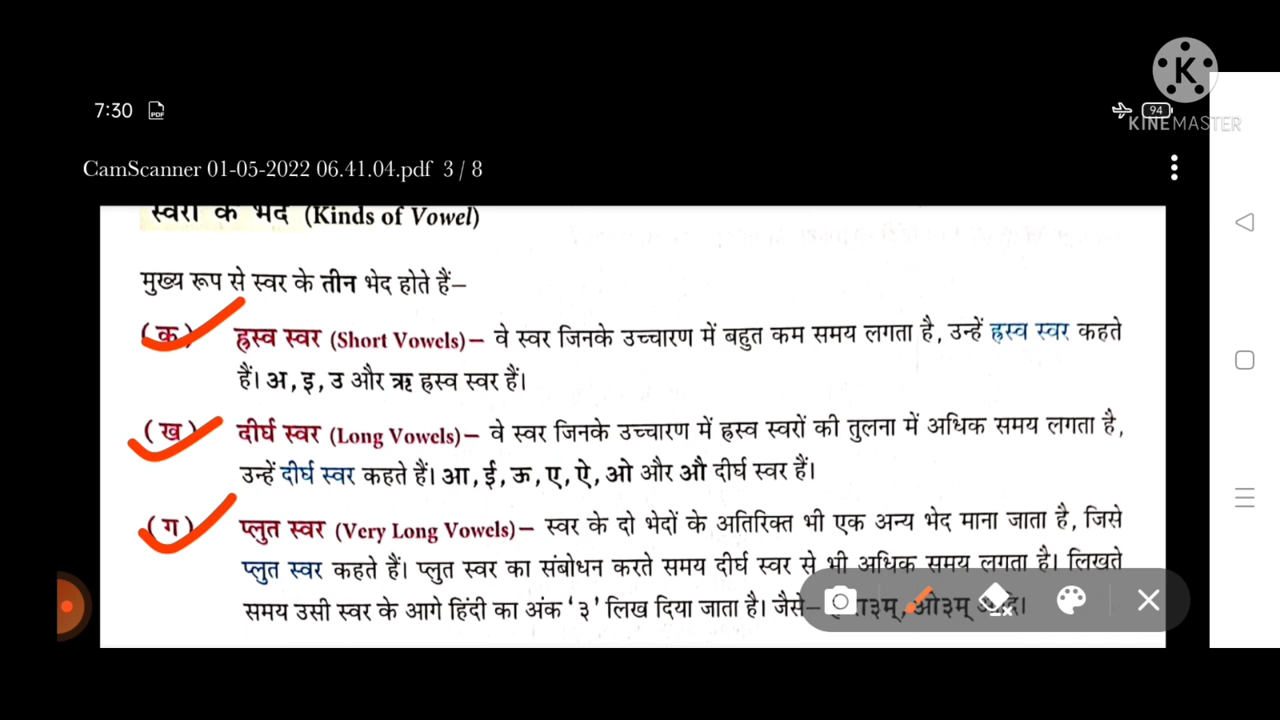 7:30
94
K
KINEMASTER
CamScanner 01-05-2022 06.41.04.pdf 3 / 8
स्वरों के भेद (Kinds of Vowel)
मुख्य रूप से स्वर के तीन भेद होते हैं–
(क) ह्रस्व स्वर (Short Vowels)– वे स्वर जिनके उच्चारण में बहुत कम समय लगता है, उन्हें ह्रस्व स्वर कहते
हैं। अ, इ, उ और ऋ ह्रस्व स्वर हैं।
(ख) दीर्घ स्वर (Long Vowels)– वे स्वर जिनके उच्चारण में ह्रस्व स्वरों की तुलना में अधिक समय लगता है,
उन्हें दीर्घ स्वर कहते हैं। आ, ई, ऊ, ए, ऐ, ओ और औ दीर्घ स्वर हैं।
(ग) प्लुत स्वर (Very Long Vowels)– स्वर के दो भेदों के अतिरिक्त भी एक अन्य भेद माना जाता है, जिसे
प्लुत स्वर कहते हैं। प्लुत स्वर का संबोधन करते समय दीर्घ स्वर से भी अधिक समय लगता है। लिखते
समय उसी स्वर के आगे हिंदी का अंक ‘३’ लिख दिया जाता है। जैसे– ओ३म् आदि।